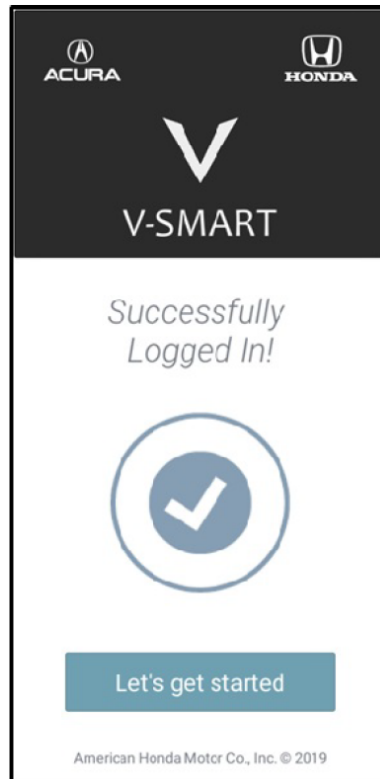 ACURA
HONDA
V
V-SMART
Successfully
Logged In!
Let's get started
American Honda Motor Co., Inc. © 2019